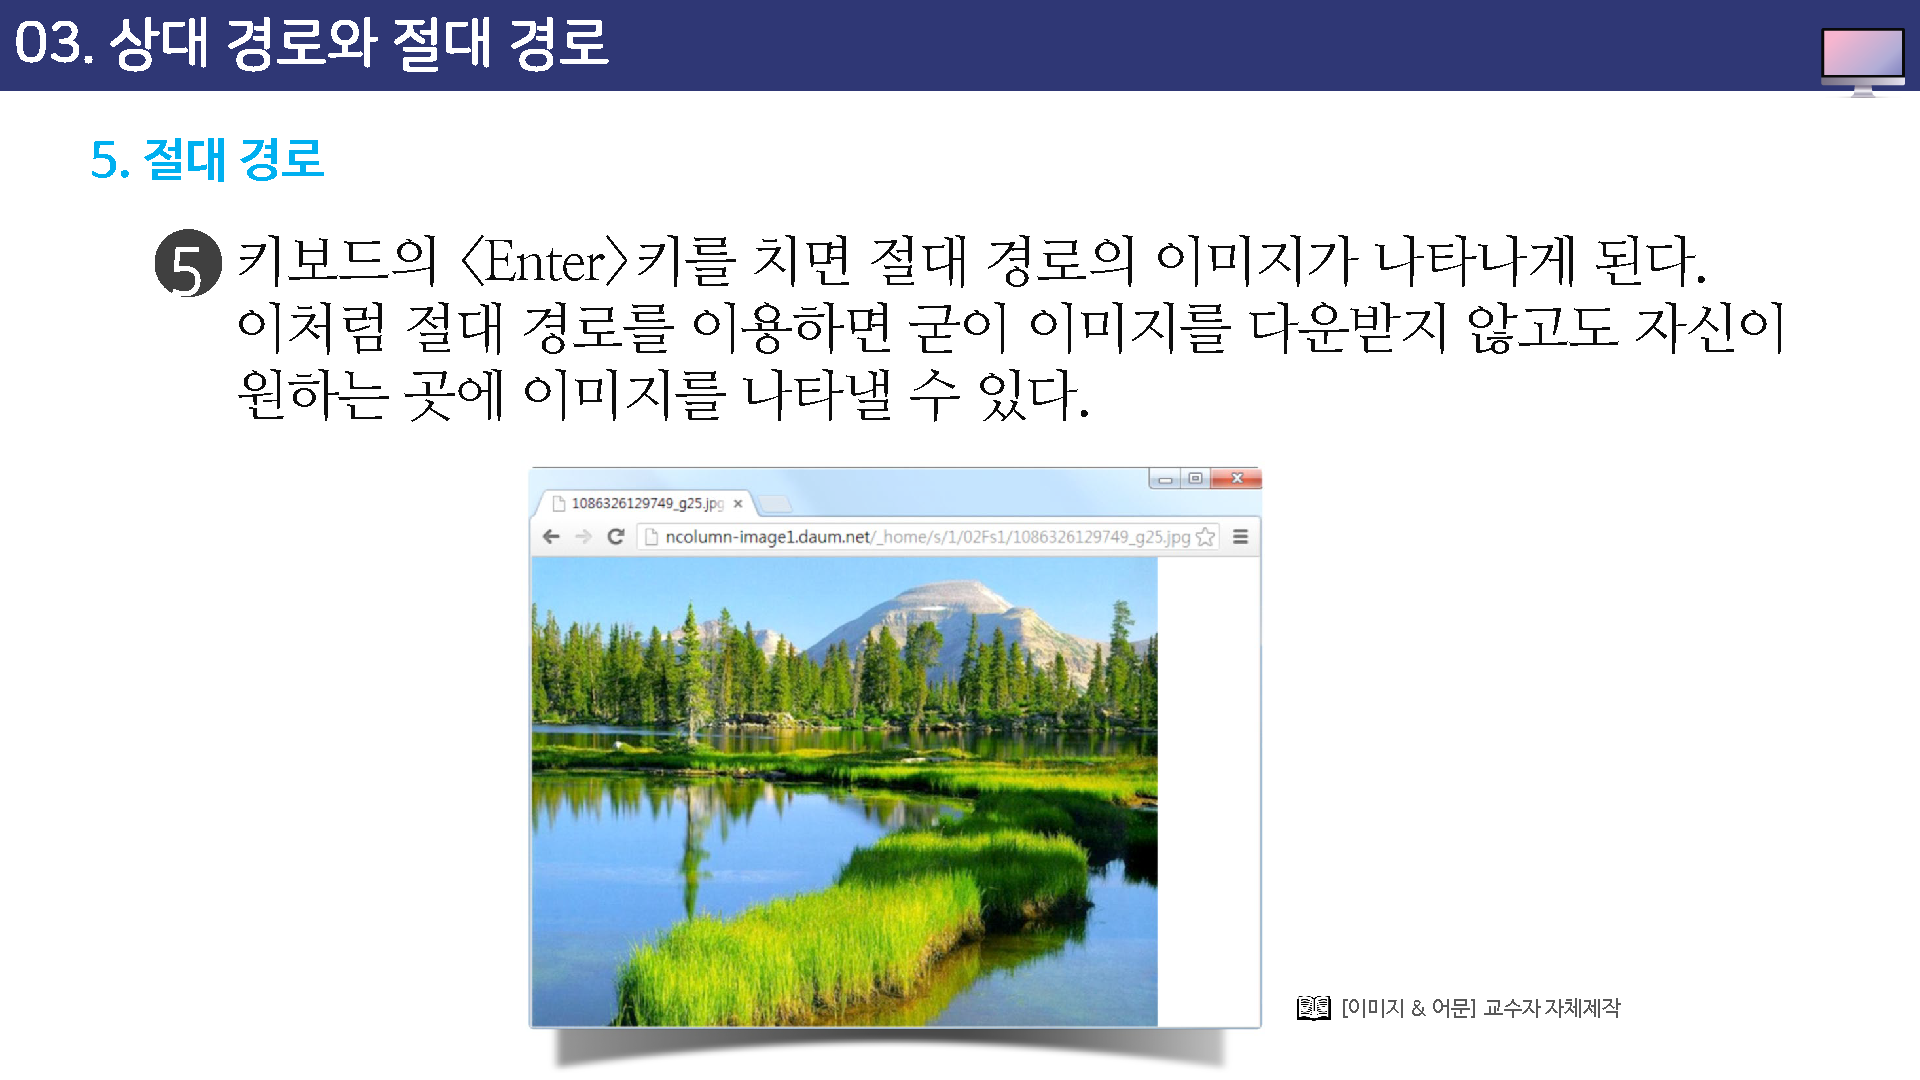 03. 상대 경로와 절대 경로
5. 절대 경로
5 키보드의 〈Enter〉키를 치면 절대 경로의 이미지가 나타나게 된다.
이처럼 절대 경로를 이용하면 굳이 이미지를 다운받지 않고도 자신이
원하는 곳에 이미지를 나타낼 수 있다.
1086326129749_g25.jpg
ncolumn-image1.daum.net/_home/s/1/02Fs1/1086326129749_g25.jpg
[이미지 & 어문] 교수자 자체제작